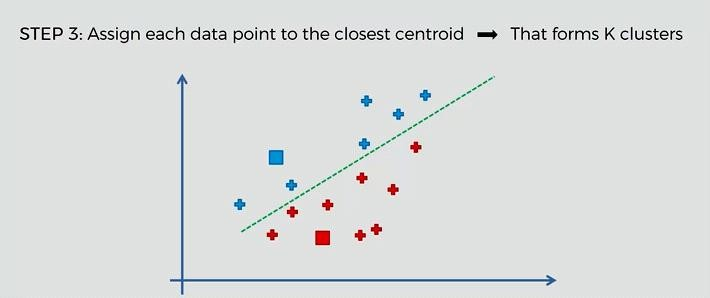 STEP 3: Assign each data point to the closest centroid ➡ That forms K clusters